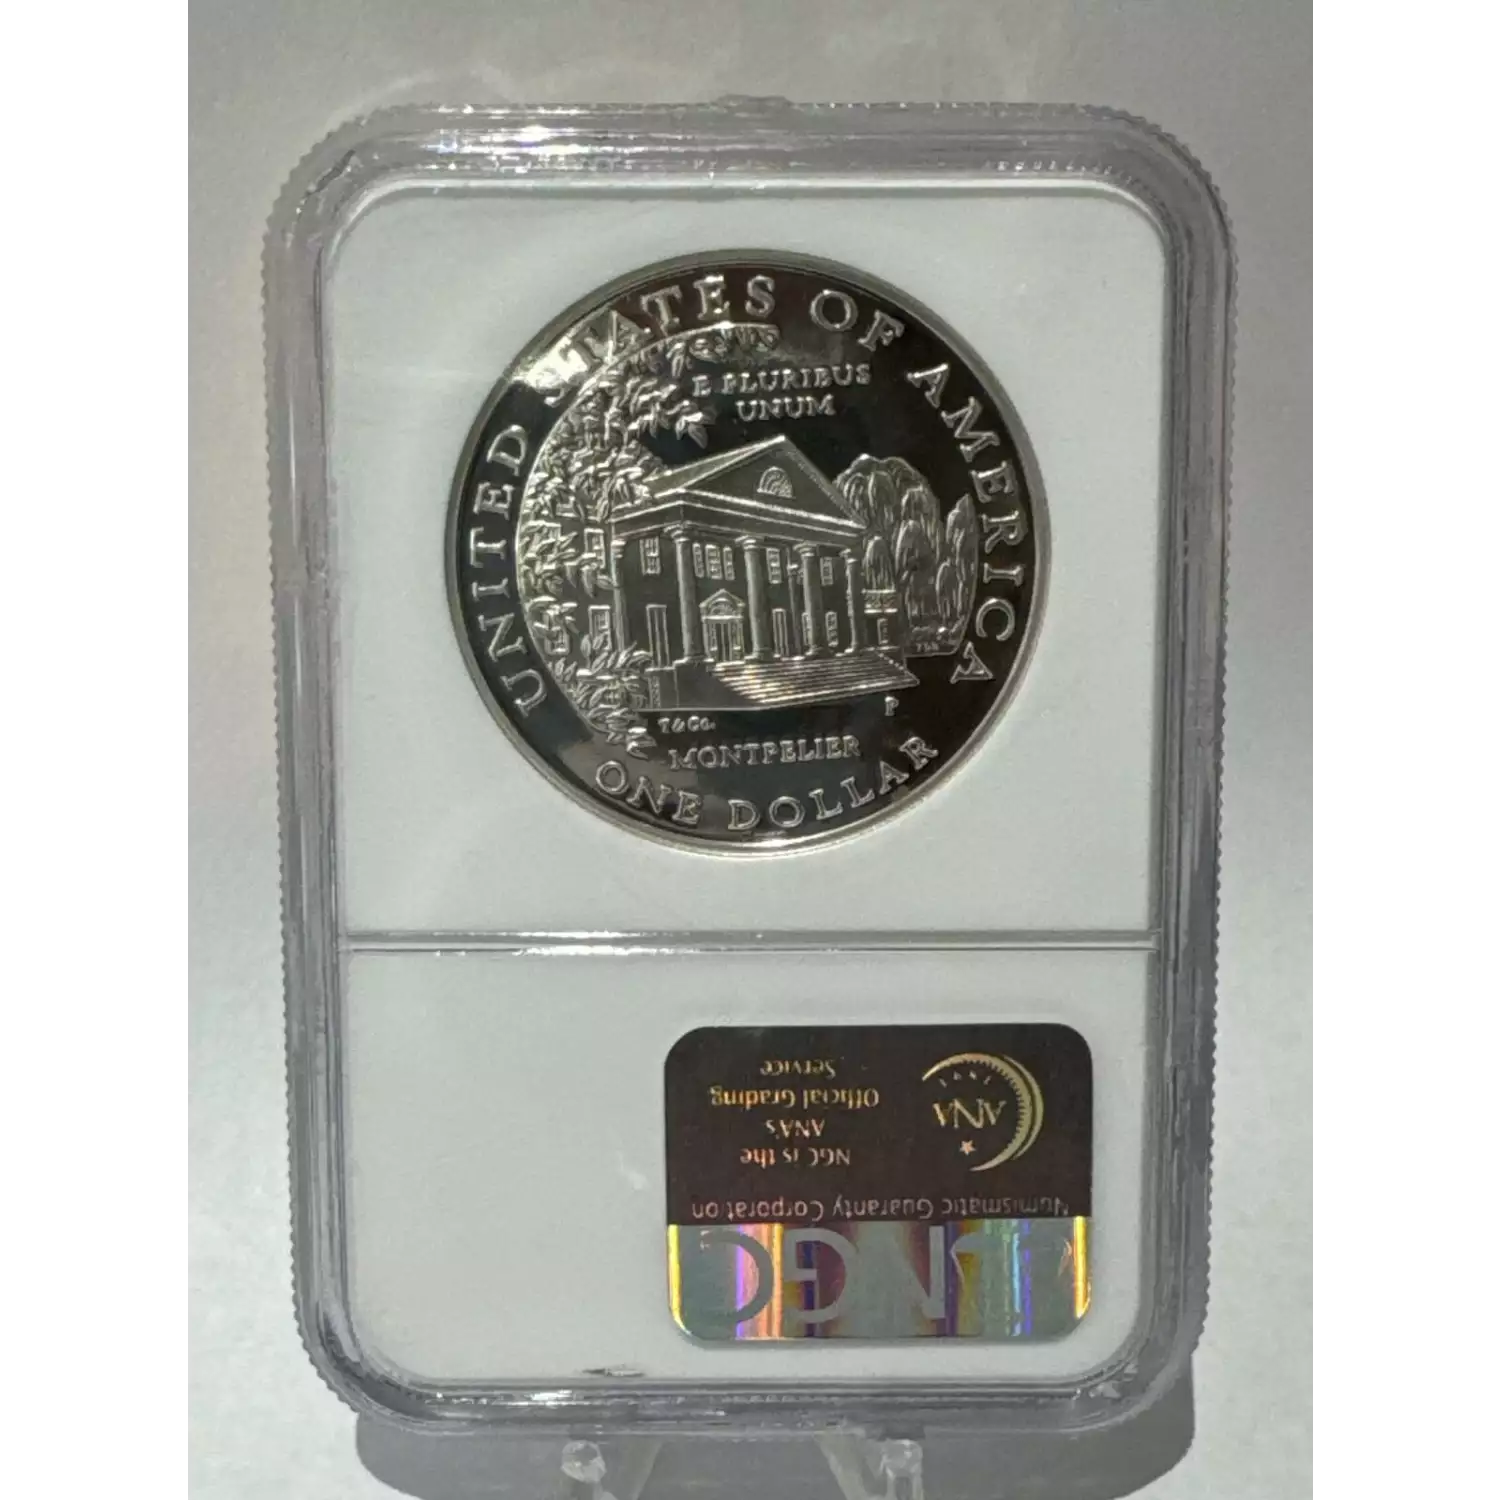 UNITED STATES OF AMERICA
E PLURIBUS
UNUM
T&Co.
P
MONTPELIER
ONE DOLLAR
NGC
Numismatic Guaranty Corporation
NGC is the
ANA's
Official Grading
Service
ANA
1891